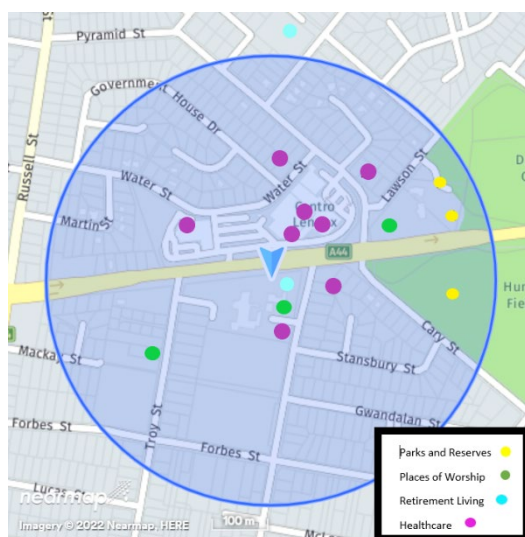 Pyramid St
Government
House Dr
Russell St
Water St
Water St
Lawson St
Martin St
Centro
A44
Mackay St
Troy St
Cary St
Stansbury St
Gwandalan St
Forbes St
Forbes St
Lucas St
nearmap
Imagery © 2022 Nearmap, HERE
100 m
Parks and Reserves
Places of Worship
Retirement Living
Healthcare